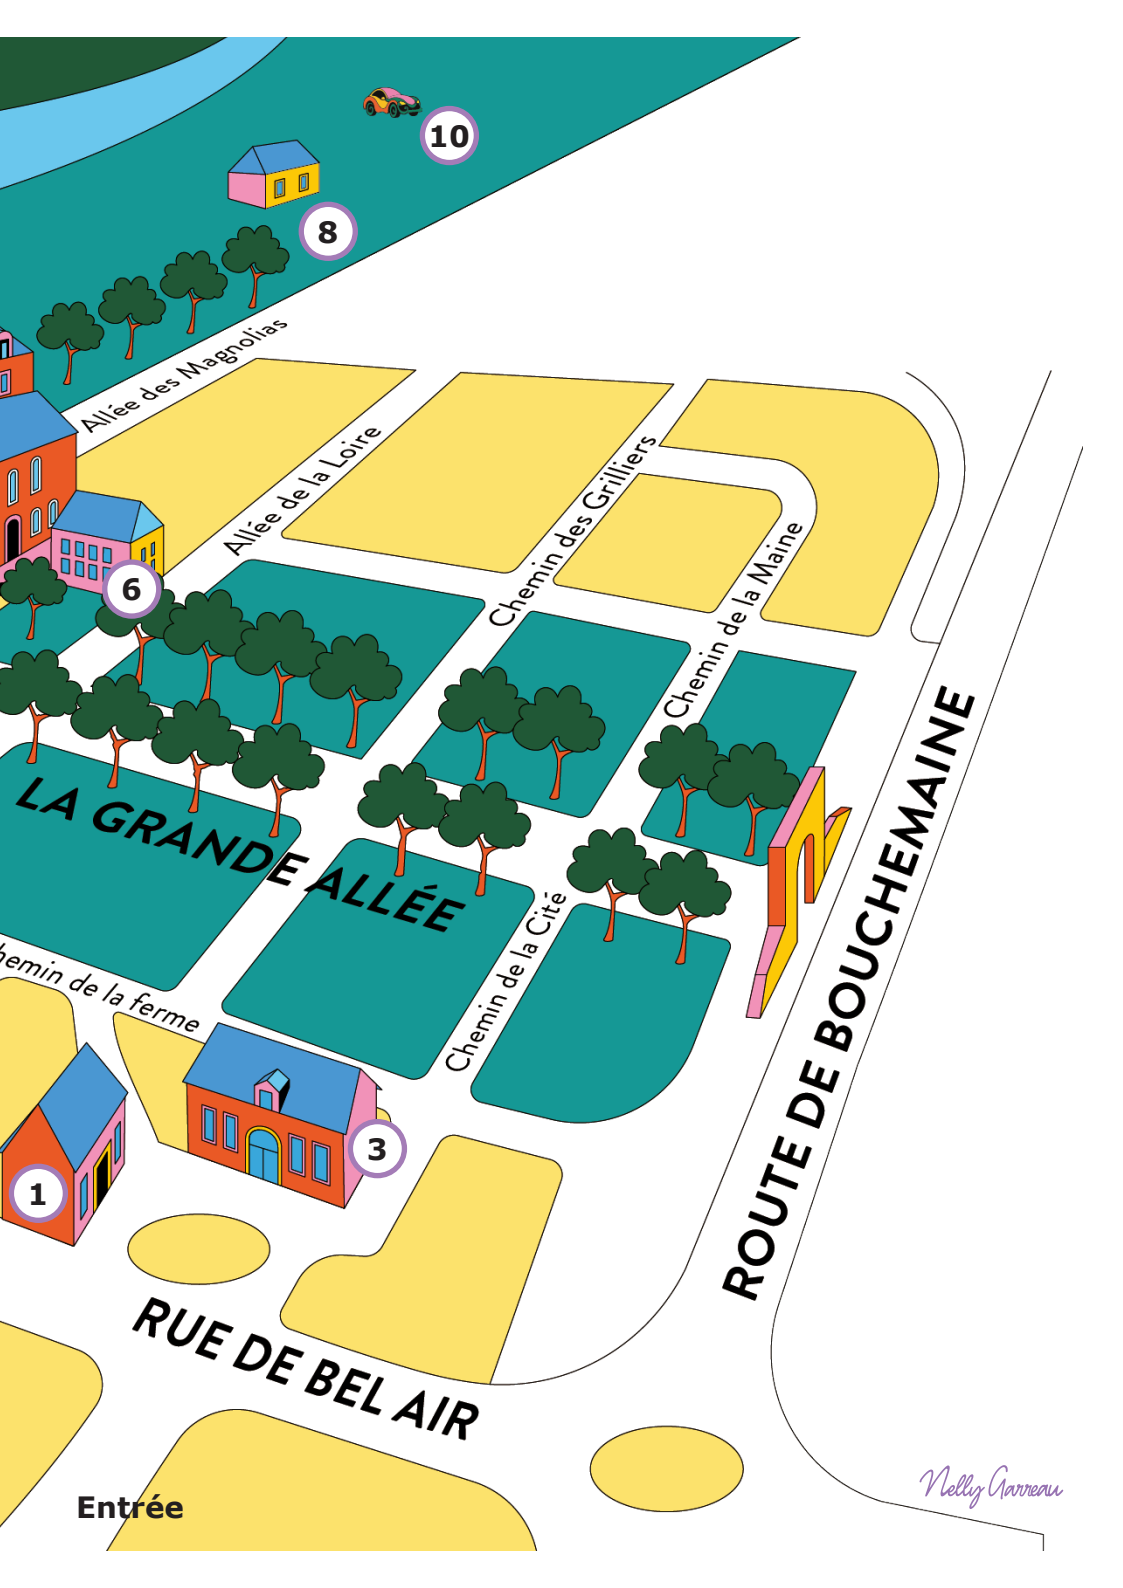 10
8
Allée des Magnolias
Allée de la Loire
Chemin des Grilliers
Chemin de la Maine
6
LA GRANDE ALLÉE
ROUTE DE BOUCHEMAINE
Chemin de la Cité
hemin de la ferme
3
1
RUE DE BEL AIR
Entrée
Nelly Garreau